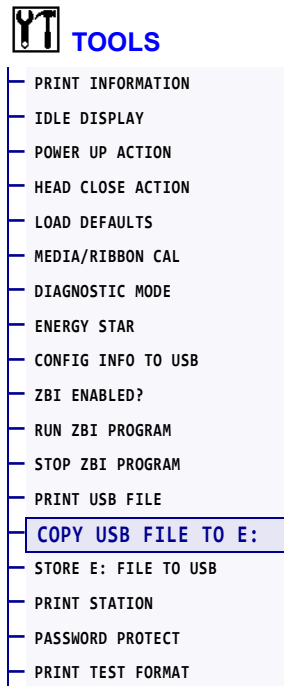 TOOLS
PRINT INFORMATION
IDLE DISPLAY
POWER UP ACTION
HEAD CLOSE ACTION
LOAD DEFAULTS
MEDIA/RIBBON CAL
DIAGNOSTIC MODE
ENERGY STAR
CONFIG INFO TO USB
ZBI ENABLED?
RUN ZBI PROGRAM
STOP ZBI PROGRAM
PRINT USB FILE
COPY USB FILE TO E:
STORE E: FILE TO USB
PRINT STATION
PASSWORD PROTECT
PRINT TEST FORMAT